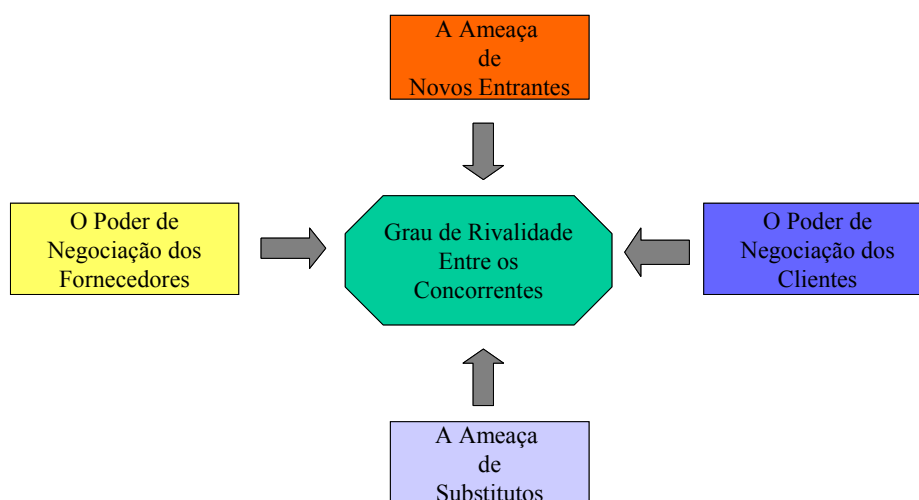 A Ameaça
de
Novos Entrantes
O Poder de
Negociação dos
Fornecedores
Grau de Rivalidade
Entre os
Concorrentes
O Poder de
Negociação dos
Clientes
A Ameaça
de
Substitutos